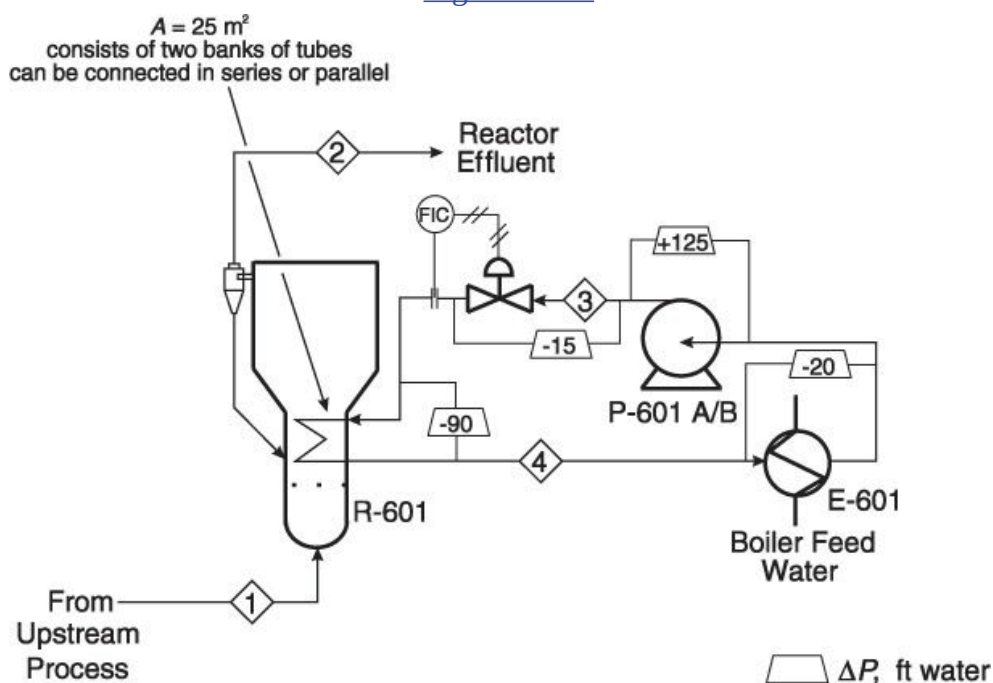 A = 25 m²
consists of two banks of tubes
can be connected in series or parallel
2
Reactor
Effluent
FIC
+125
3
-15
-20
P-601 A/B
-90
4
E-601
R-601
Boiler Feed
Water
1
From
Upstream
Process
ΔP, ft water